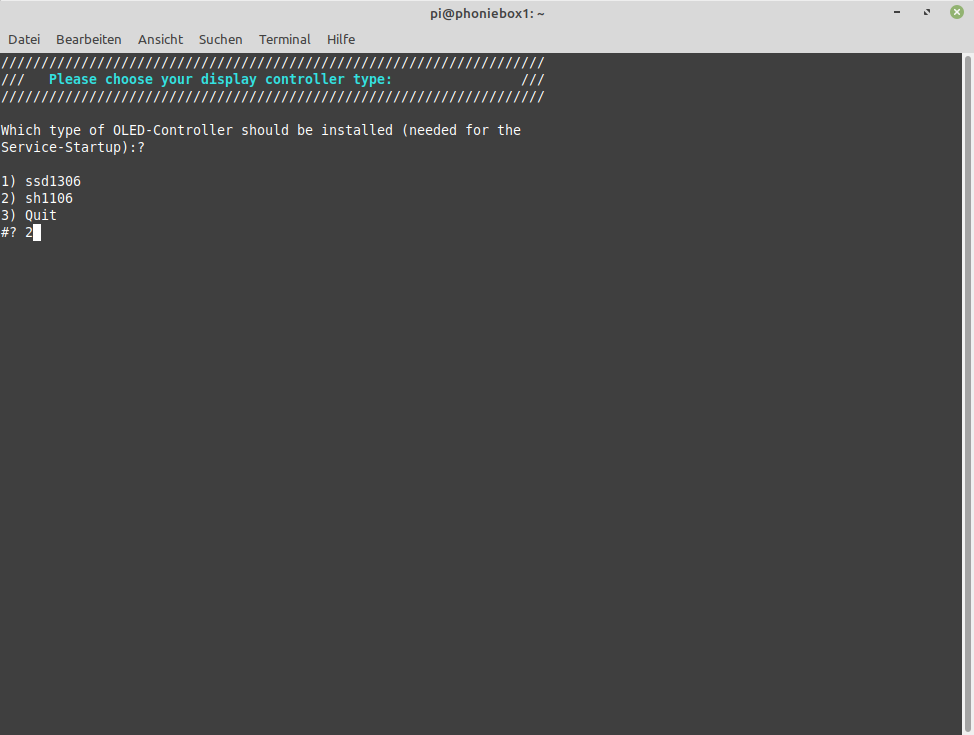 pi@phoniebox1: ~
Datei Bearbeiten Ansicht Suchen Terminal Hilfe
////////////////////////////////////////////////////////////////////
/// Please choose your display controller type: ///
////////////////////////////////////////////////////////////////////
Which type of OLED-Controller should be installed (needed for the
Service-Startup):?
1) ssd1306
2) sh1106
3) Quit
#? 2